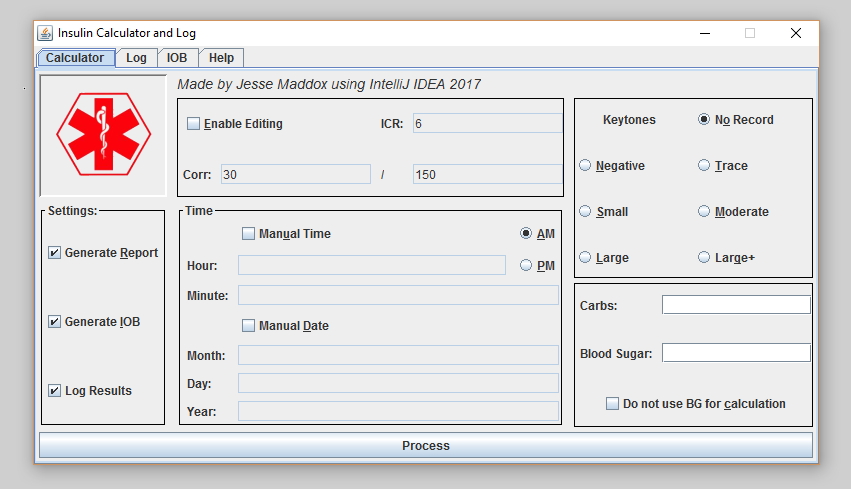 Insulin Calculator and Log
Calculator Log IOB Help
Made by Jesse Maddox using IntelliJ IDEA 2017
Enable Editing ICR: 6
Corr: 30 / 150
Settings:
Generate Report
Generate IOB
Log Results
Time
Manual Time AM
Hour: PM
Minute:
Manual Date
Month:
Day:
Year:
Keytones No Record
Negative Trace
Small Moderate
Large Large+
Carbs:
Blood Sugar:
Do not use BG for calculation
Process